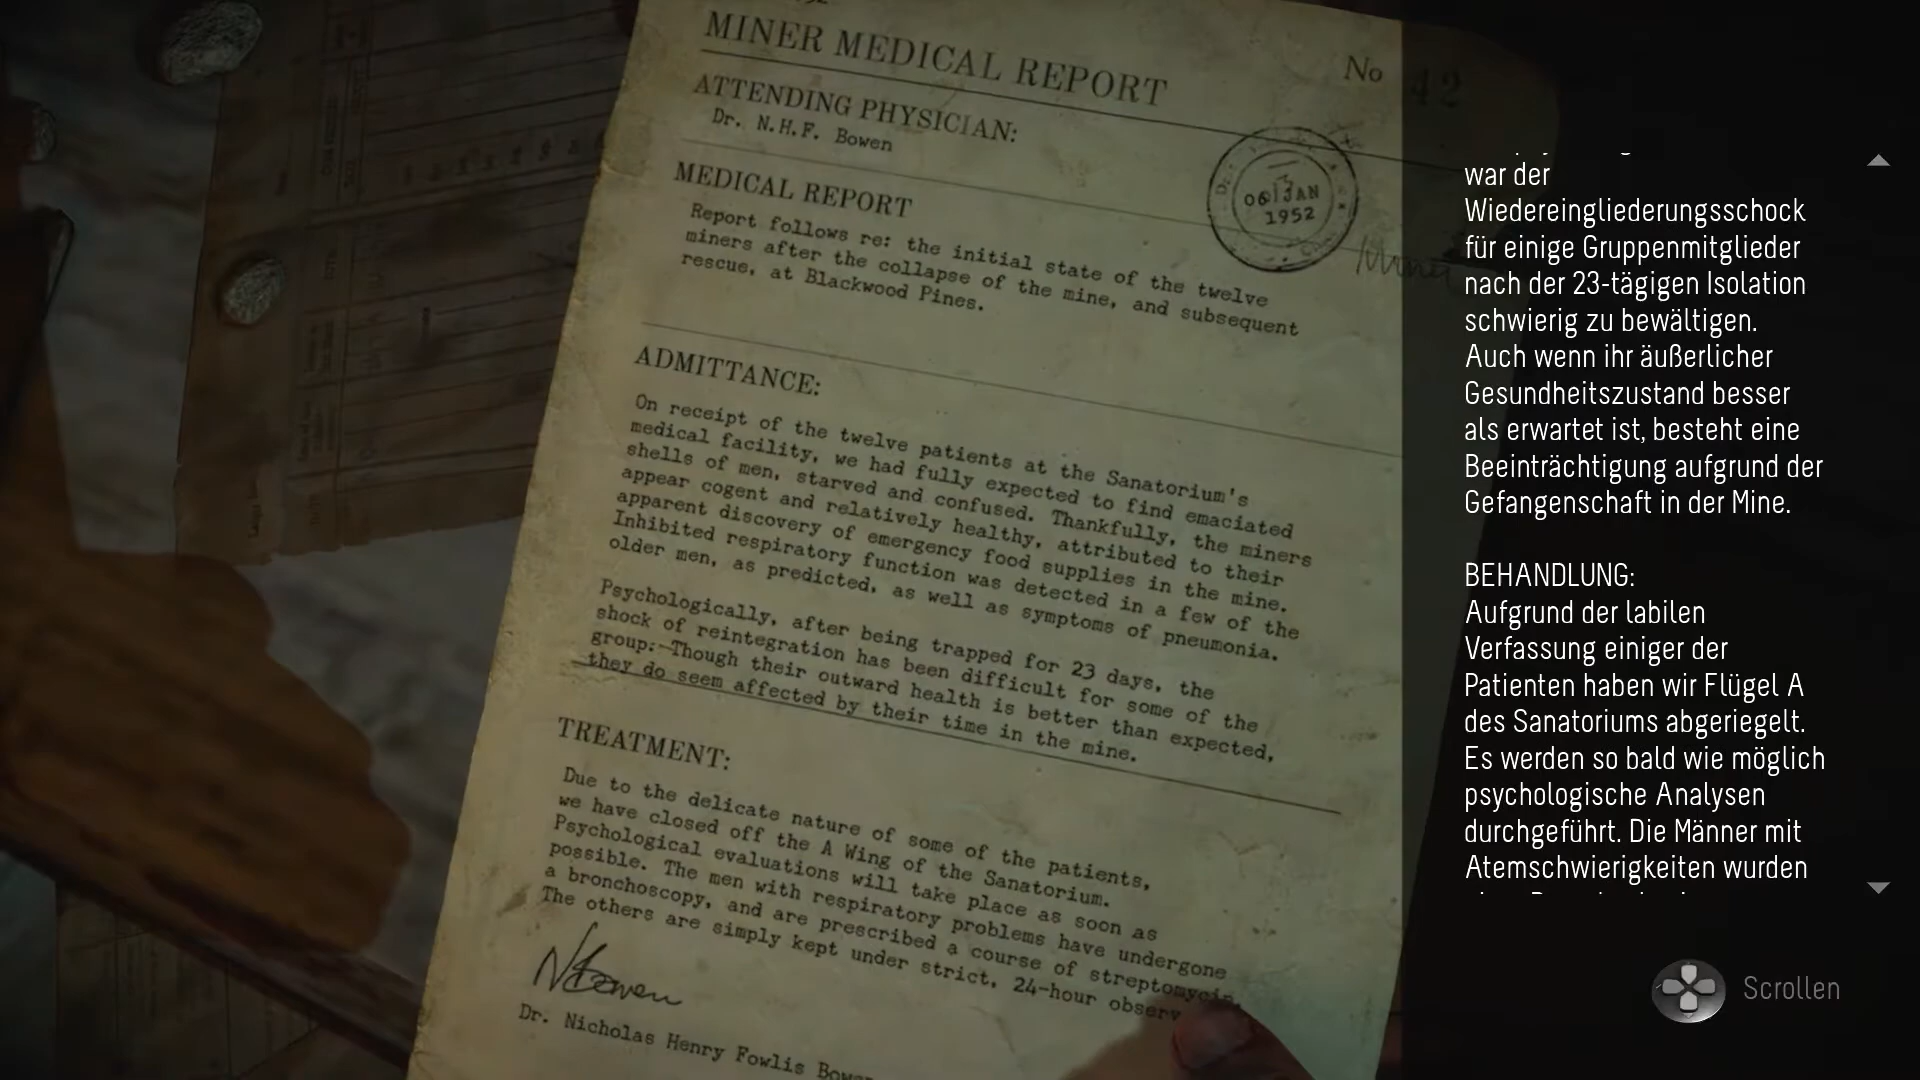 MINER MEDICAL REPORT
No 42
ATTENDING PHYSICIAN:
Dr. N.H.F. Bowen
06 JAN
1952
MEDICAL REPORT
Report follows re: the initial state of the twelve
miners after the collapse of the mine, and subsequent
rescue, at Blackwood Pines.
ADMITTANCE:
On receipt of the twelve patients at the Sanatorium's
medical facility, we had fully expected to find emaciated
shells of men, starved and confused. Thankfully, the miners
appear cogent and relatively healthy, attributed to their
apparent discovery of emergency food supplies in the mine.
Inhibited respiratory function was detected in a few of the
older men, as predicted, as well as symptoms of pneumonia.
Psychologically, after being trapped for 23 days, the
shock of reintegration has been difficult for some of the
group: Though their outward health is better than expected,
they do seem affected by their time in the mine.
TREATMENT:
Due to the delicate nature of some of the patients,
we have closed off the A Wing of the Sanatorium.
Psychological evaluations will take place as soon as
possible. The men with respiratory problems have undergone
a bronchoscopy, and are prescribed a course of streptomycin.
The others are simply kept under strict, 24-hour observ
NBowen
Dr. Nicholas Henry Fowlis Bowen
war der
Wiedereingliederungsschock
für einige Gruppenmitglieder
nach der 23-tägigen Isolation
schwierig zu bewältigen.
Auch wenn ihr äußerlicher
Gesundheitszustand besser
als erwartet ist, besteht eine
Beeinträchtigung aufgrund der
Gefangenschaft in der Mine.
BEHANDLUNG:
Aufgrund der labilen
Verfassung einiger der
Patienten haben wir Flügel A
des Sanatoriums abgeriegelt.
Es werden so bald wie möglich
psychologische Analysen
durchgeführt. Die Männer mit
Atemschwierigkeiten wurden
Scrollen